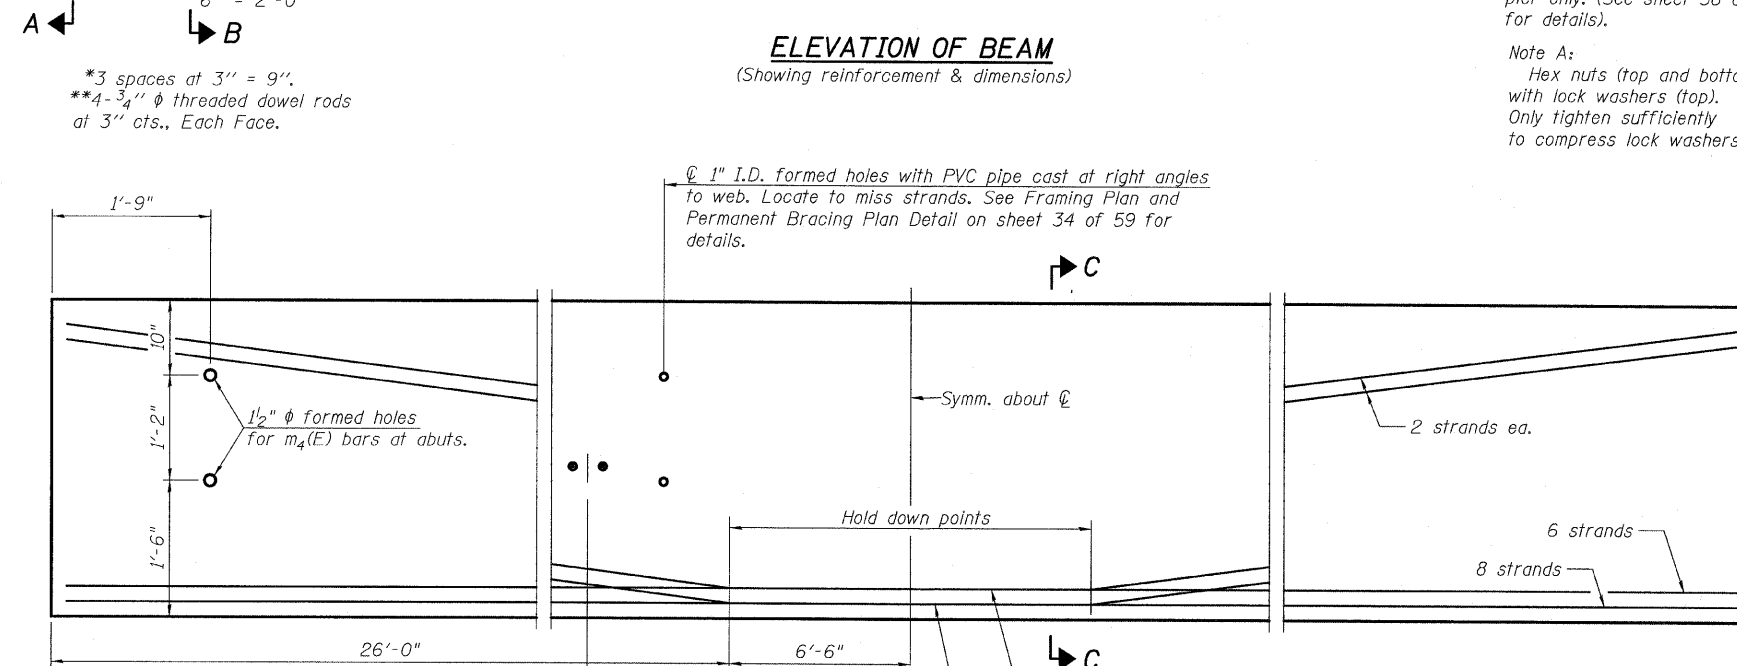 6" = 2'-0"
A
B
*3 spaces at 3" = 9".
**4-3/4" ϕ threaded dowel rods
at 3" cts., Each Face.
ELEVATION OF BEAM
(Showing reinforcement & dimensions)
for details).
Note A:
Hex nuts (top and botto
with lock washers (top).
Only tighten sufficiently
to compress lock washers
℄ 1" I.D. formed holes with PVC pipe cast at right angles
to web. Locate to miss strands. See Framing Plan and
Permanent Bracing Plan Detail on sheet 34 of 59 for
details.
1'-9"
C
10"
1'-2"
1'-6"
1½" ϕ formed holes
for m4(E) bars at abuts.
Symm. about ℄
2 strands ea.
Hold down points
6 strands
8 strands
26'-0"
6'-6"
C